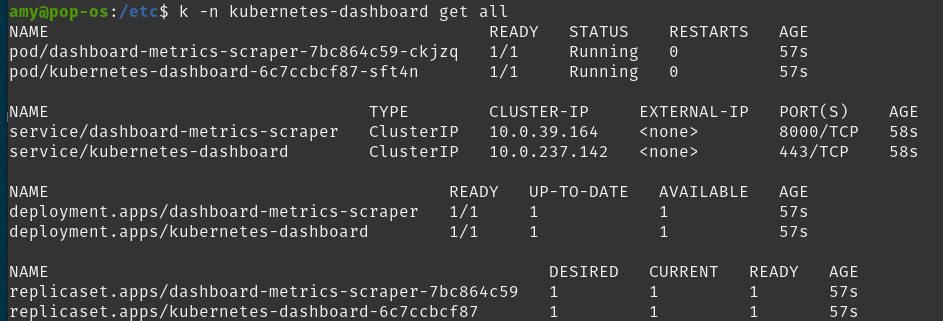 amy@pop-os:/etc$ k -n kubernetes-dashboard get all
NAME READY STATUS RESTARTS AGE
pod/dashboard-metrics-scraper-7bc864c59-ckjzq 1/1 Running 0 57s
pod/kubernetes-dashboard-6c7ccbcf87-sft4n 1/1 Running 0 57s
NAME TYPE CLUSTER-IP EXTERNAL-IP PORT(S) AGE
service/dashboard-metrics-scraper ClusterIP 10.0.39.164 <none> 8000/TCP 58s
service/kubernetes-dashboard ClusterIP 10.0.237.142 <none> 443/TCP 58s
NAME READY UP-TO-DATE AVAILABLE AGE
deployment.apps/dashboard-metrics-scraper 1/1 1 1 57s
deployment.apps/kubernetes-dashboard 1/1 1 1 57s
NAME DESIRED CURRENT READY AGE
replicaset.apps/dashboard-metrics-scraper-7bc864c59 1 1 1 57s
replicaset.apps/kubernetes-dashboard-6c7ccbcf87 1 1 1 57s